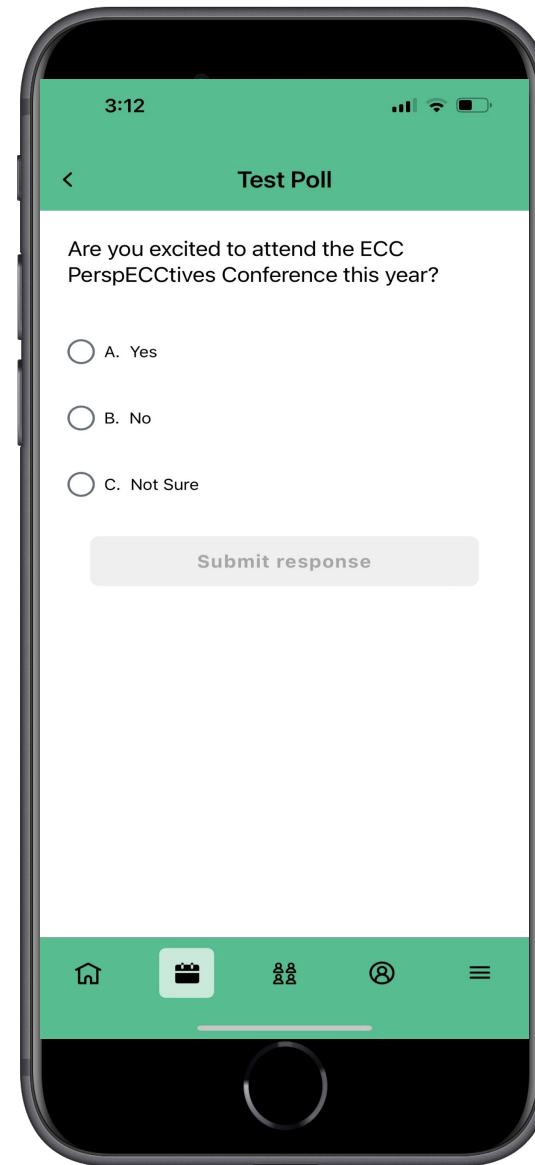 3:12
Test Poll
Are you excited to attend the ECC
PerspECCtives Conference this year?
A. Yes
B. No
C. Not Sure
Submit response